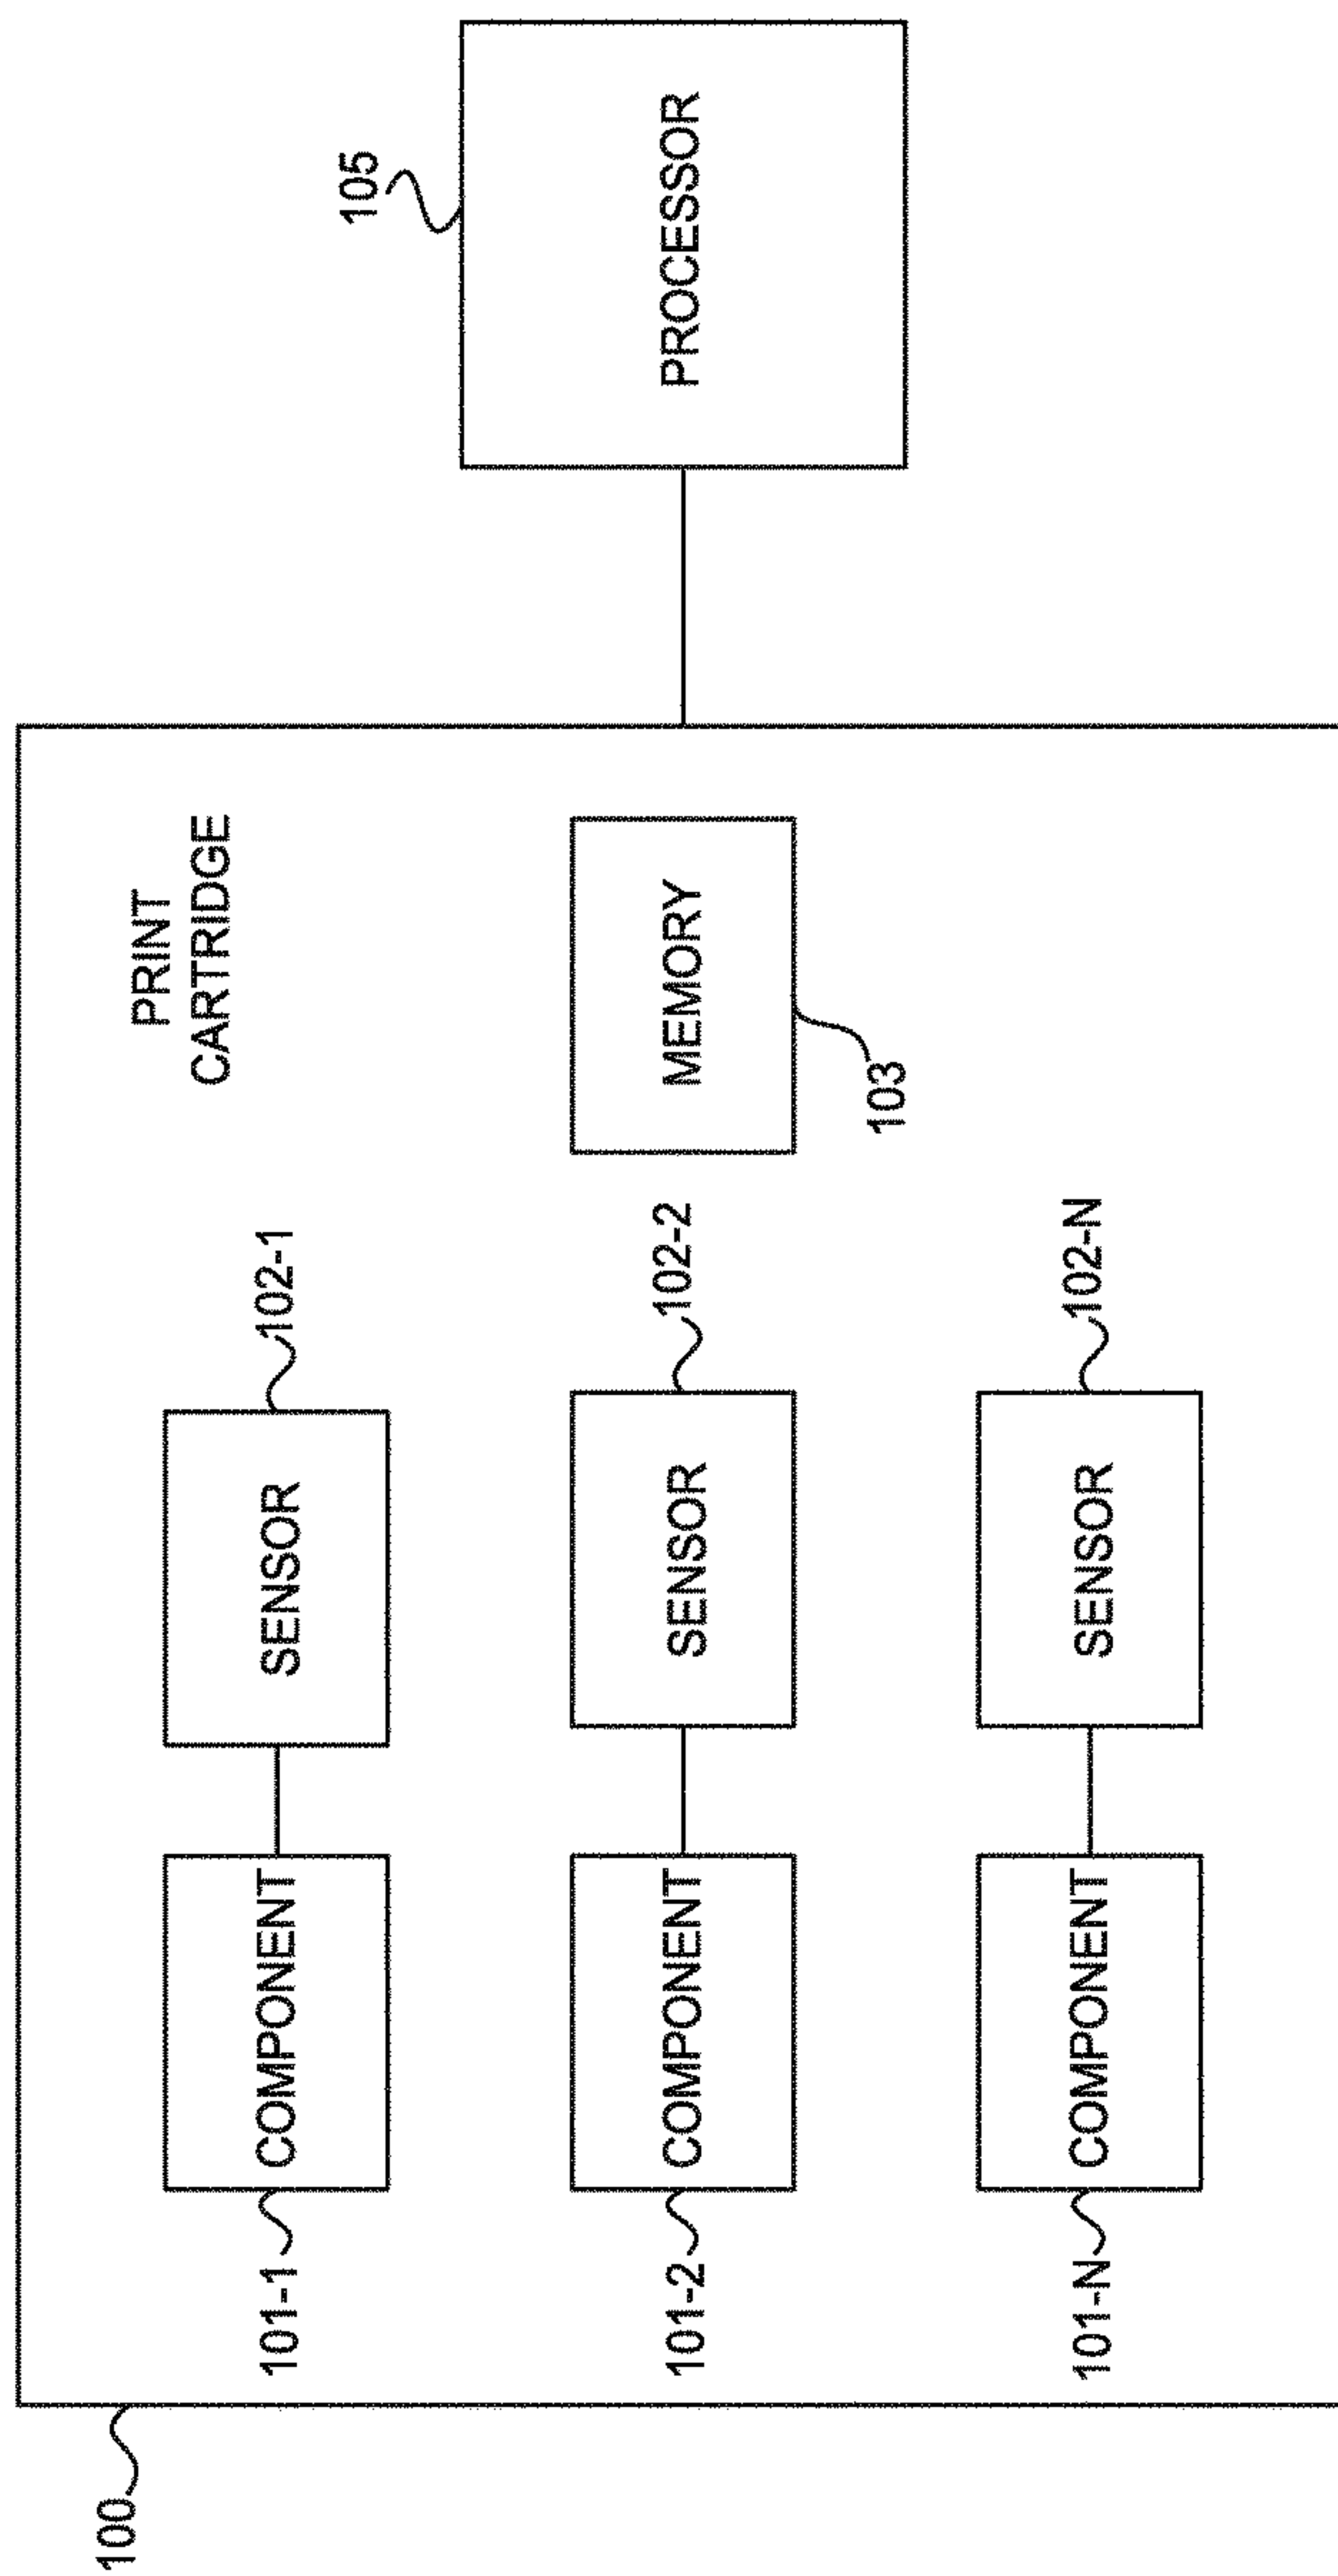 100
PRINT
CARTRIDGE
101-1
COMPONENT
SENSOR
102-1
101-2
COMPONENT
SENSOR
102-2
MEMORY
103
101-N
COMPONENT
SENSOR
102-N
105
PROCESSOR